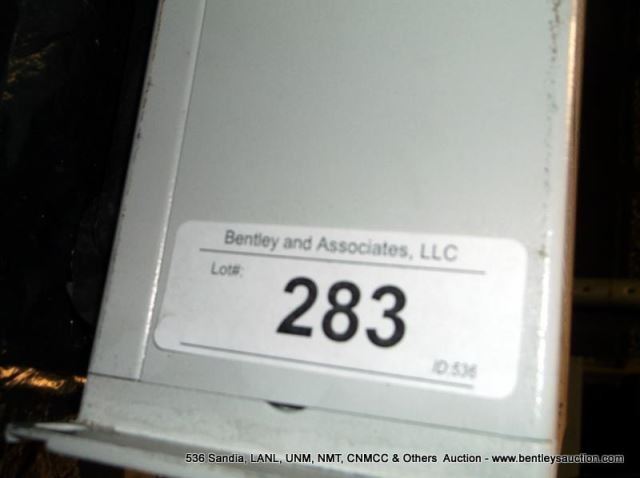 Bentley and Associates, LLC
Lot#:
283
ID:536
536 Sandia, LANL, UNM, NMT, CNMCC & Others Auction - www.bentleysauction.com